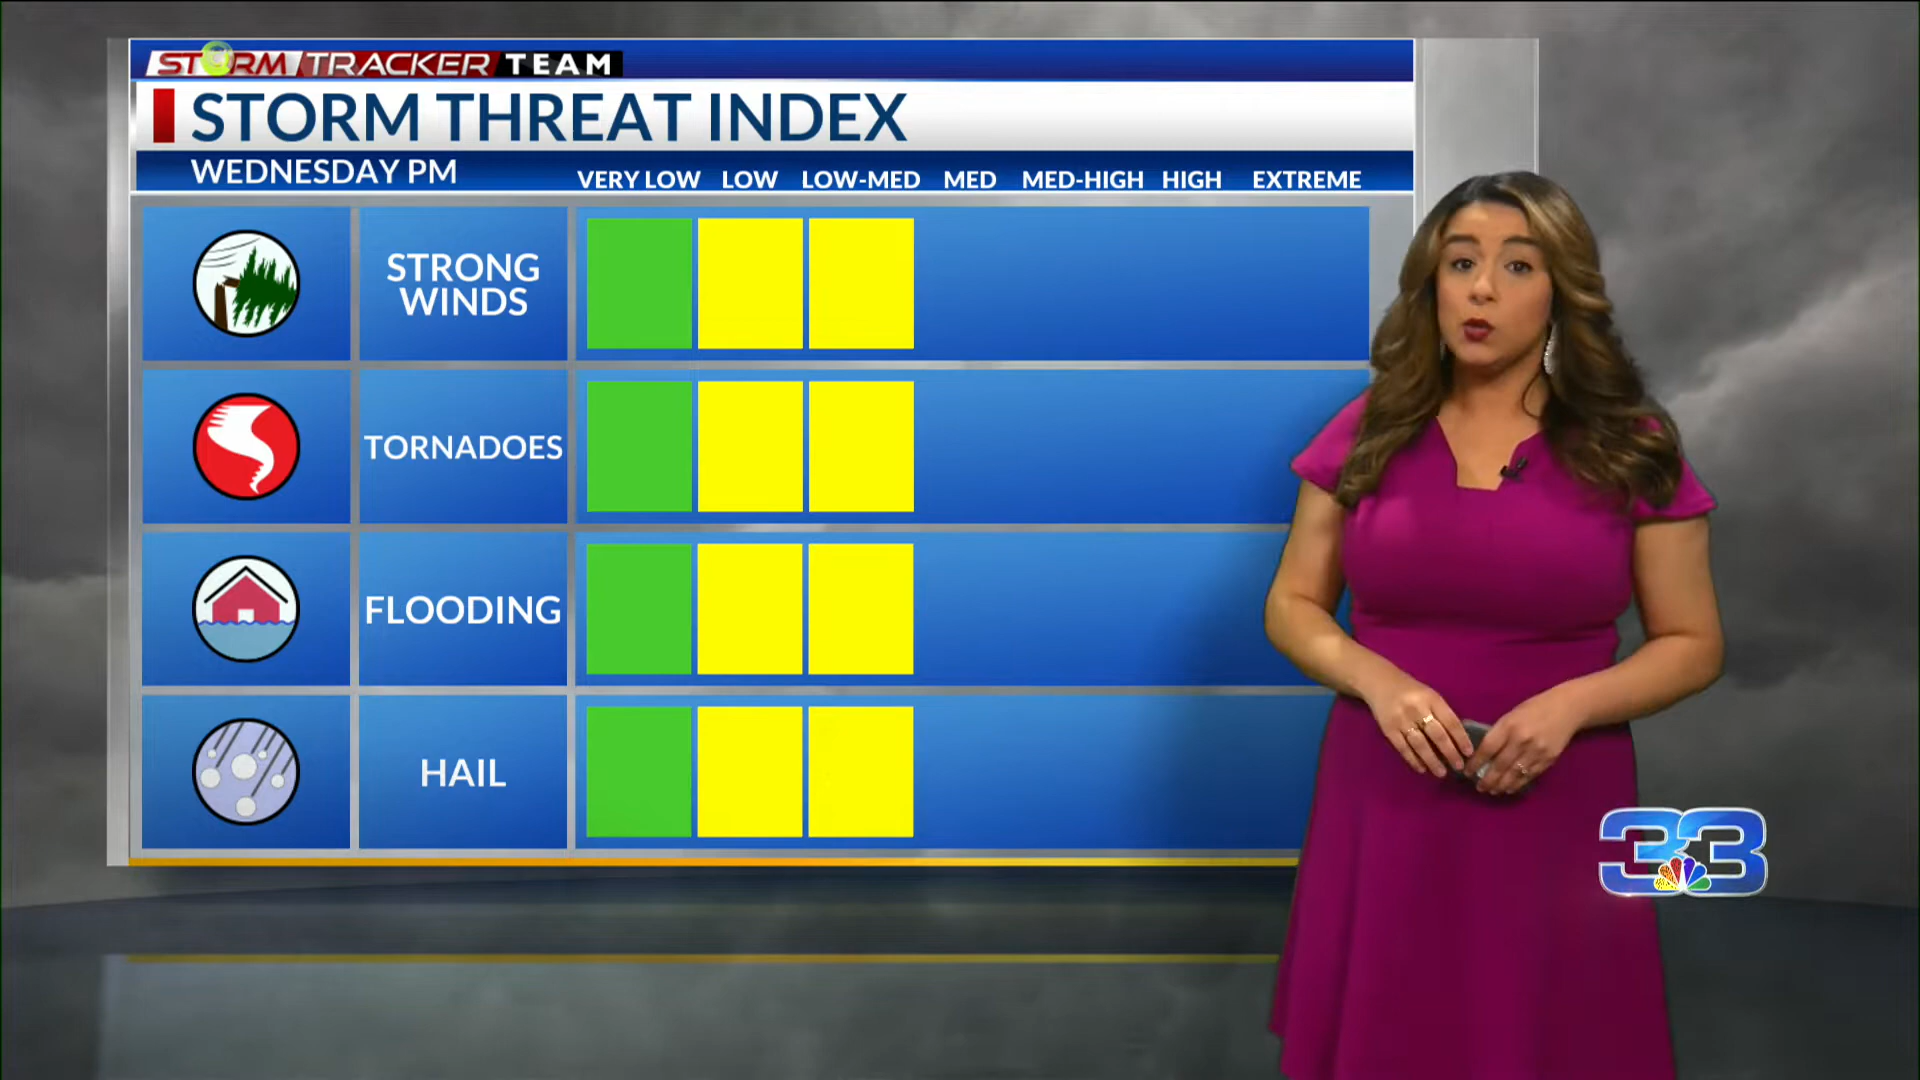 STORM TRACKER TEAM
STORM THREAT INDEX
WEDNESDAY PM
VERY LOW LOW LOW-MED MED MED-HIGH HIGH EXTREME
STRONG
WINDS
TORNADOES
FLOODING
HAIL
33